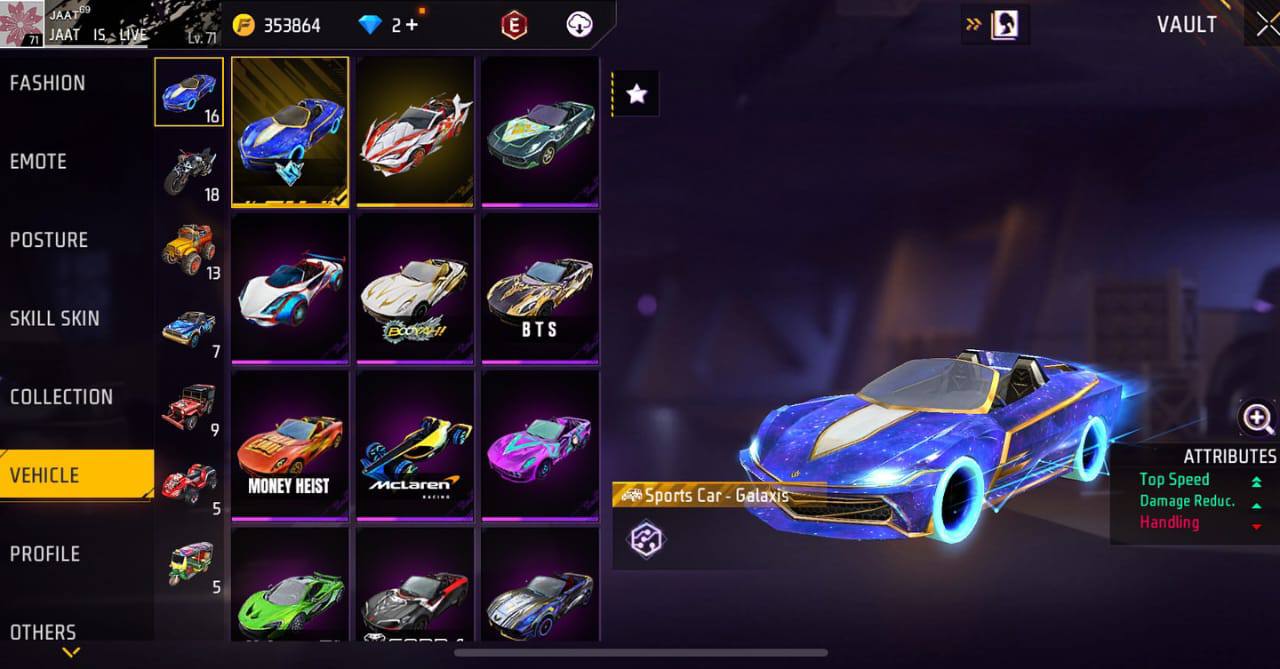 JAAT⁶⁹
JAAT IS LIVE
71
Lv. 71
353864
2+
E
VAULT
FASHION
EMOTE
POSTURE
SKILL SKIN
COLLECTION
VEHICLE
PROFILE
OTHERS
16
18
13
7
9
5
5
BOOYAH!
BTS
MONEY HEIST
McLaren
RACING
Sports Car - Galaxis
ATTRIBUTES
Top Speed
Damage Reduc.
Handling